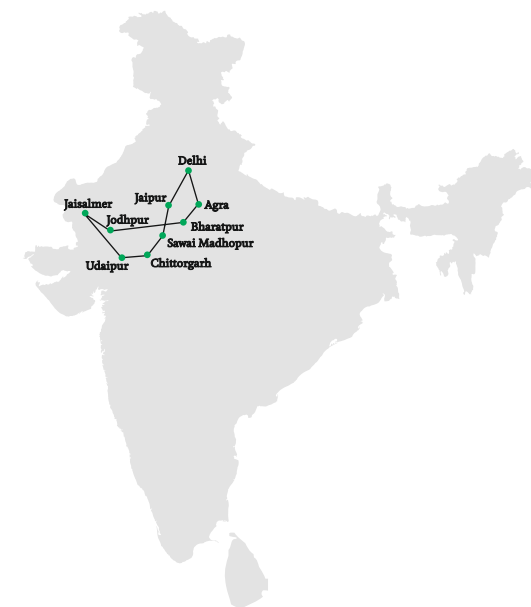 Delhi
Jaipur
Agra
Jaisalmer
Jodhpur
Bharatpur
Sawai Madhopur
Udaipur
Chittorgarh